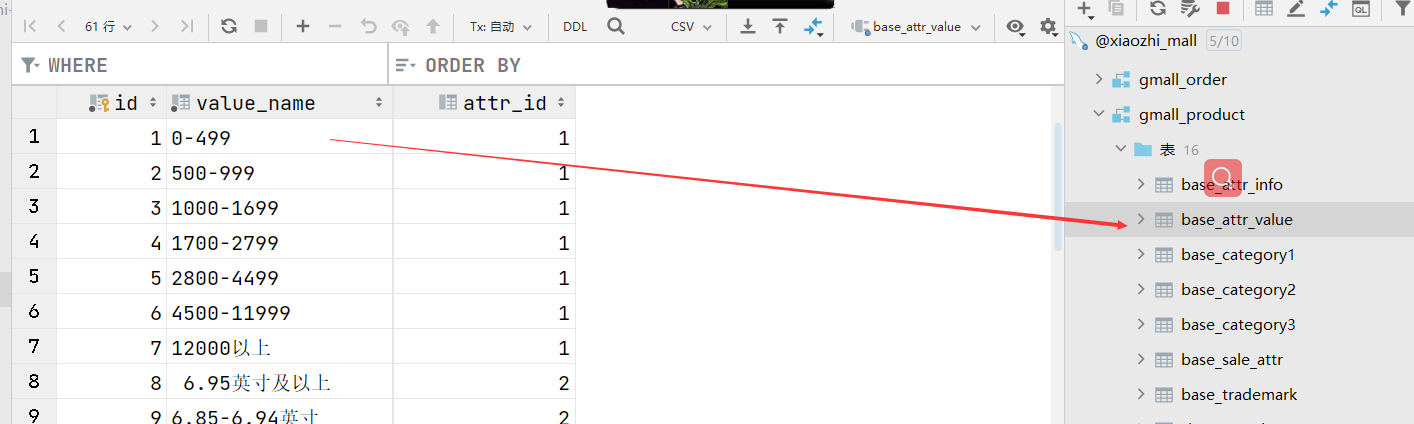 61 行
Tx: 自动
DDL
CSV
base_attr_value
WHERE
ORDER BY
id value_name attr_id
1 1 0-499 1
2 2 500-999 1
3 3 1000-1699 1
4 4 1700-2799 1
5 5 2800-4499 1
6 6 4500-11999 1
7 7 12000以上 1
8 8 6.95英寸及以上 2
9 9 6.85-6.94英寸 2
QL
@xiaozhi_mall 5/10
gmall_order
gmall_product
表 16
base_attr_info
base_attr_value
base_category1
base_category2
base_category3
base_sale_attr
base_trademark